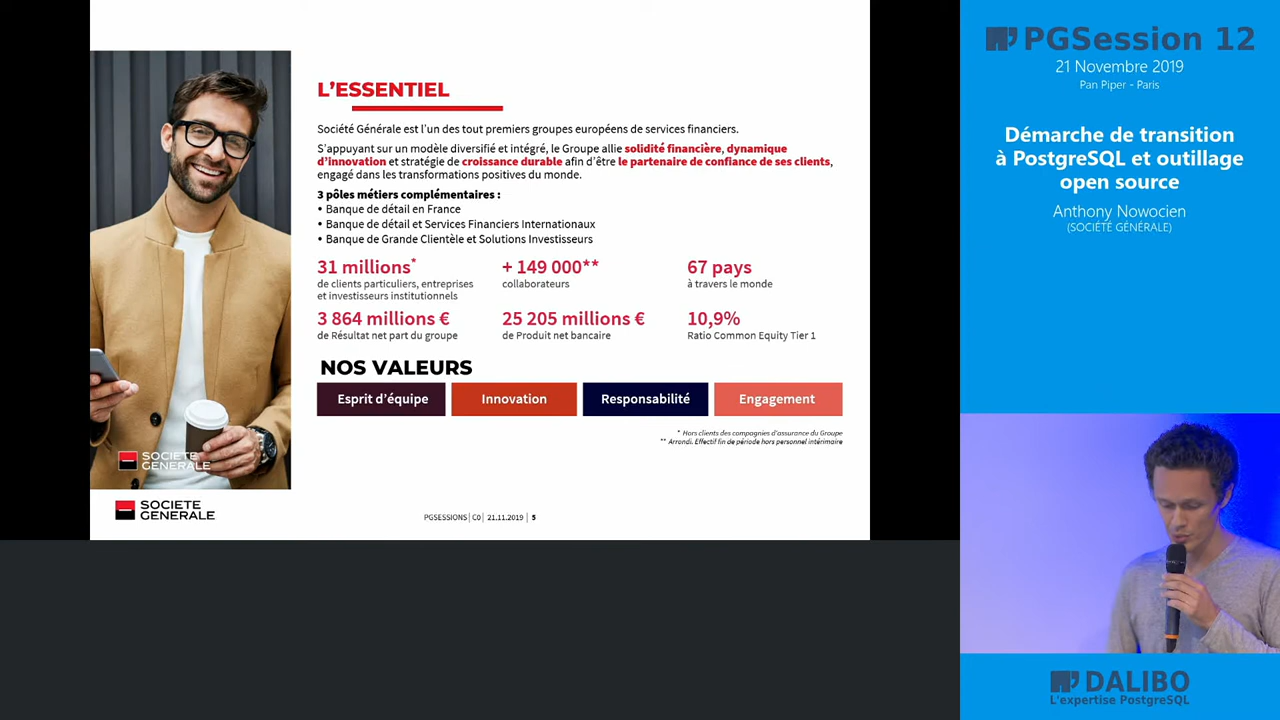 L'ESSENTIEL
Société Générale est l'un des tout premiers groupes européens de services financiers.
S'appuyant sur un modèle diversifié et intégré, le Groupe allie solidité financière, dynamique
d'innovation et stratégie de croissance durable afin d'être le partenaire de confiance de ses clients,
engagé dans les transformations positives du monde.
3 pôles métiers complémentaires :
• Banque de détail en France
• Banque de détail et Services Financiers Internationaux
• Banque de Grande Clientèle et Solutions Investisseurs
31 millions*
de clients particuliers, entreprises
et investisseurs institutionnels
+ 149 000**
collaborateurs
67 pays
à travers le monde
3 864 millions €
de Résultat net part du groupe
25 205 millions €
de Produit net bancaire
10,9%
Ratio Common Equity Tier 1
NOS VALEURS
Esprit d'équipe
Innovation
Responsabilité
Engagement
* Hors clients des compagnies d'assurance du Groupe
** Arrondi. Effectif fin de période hors personnel intérimaire
SOCIETE
GENERALE
SOCIETE
GENERALE
PGSESSIONS | C0 | 21.11.2019 | 5
PGSession 12
21 Novembre 2019
Pan Piper - Paris
Démarche de transition
à PostgreSQL et outillage
open source
Anthony Nowocien
(SOCIÉTÉ GÉNÉRALE)
DALIBO
L'expertise PostgreSQL